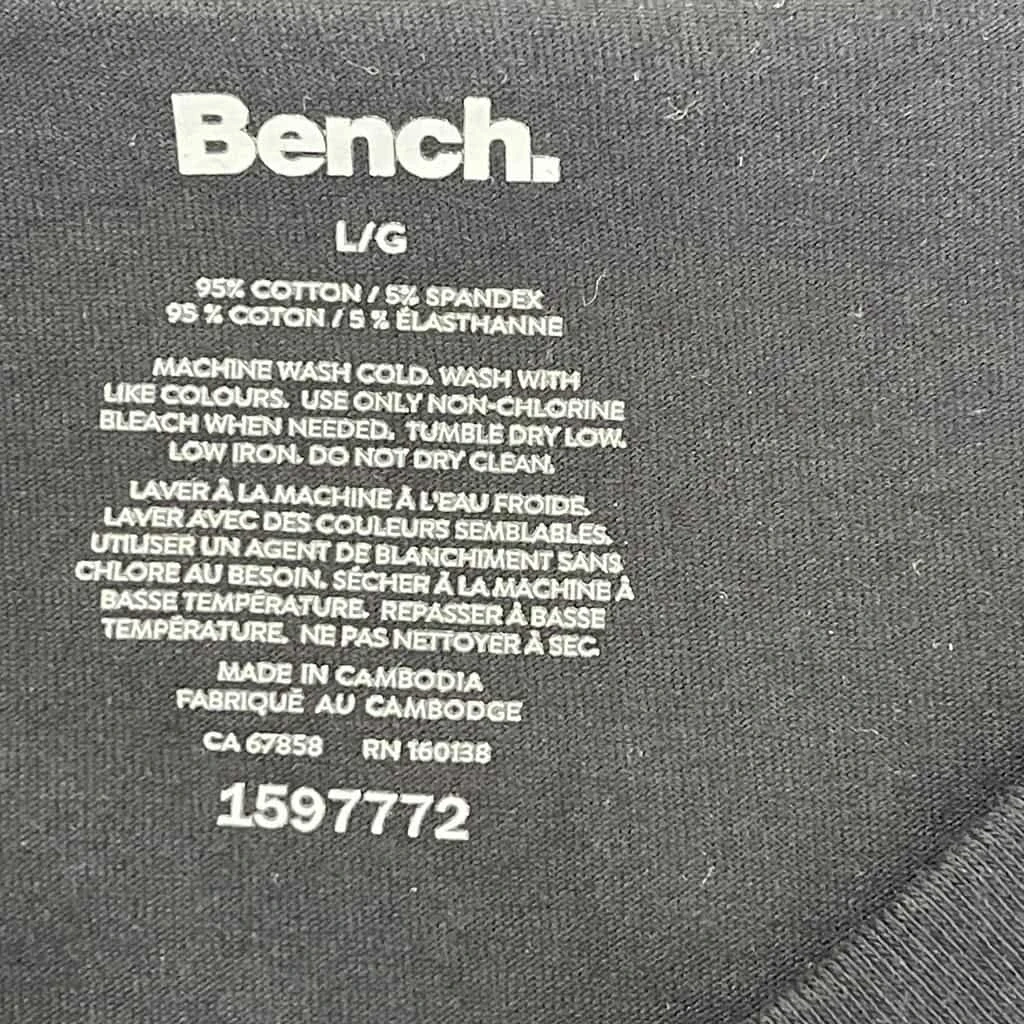 Bench.
L/G
95% COTTON / 5% SPANDEX
95 % COTON / 5 % ÉLASTHANNE
MACHINE WASH COLD. WASH WITH
LIKE COLOURS. USE ONLY NON-CHLORINE
BLEACH WHEN NEEDED. TUMBLE DRY LOW.
LOW IRON. DO NOT DRY CLEAN.
LAVER À LA MACHINE À L'EAU FROIDE.
LAVER AVEC DES COULEURS SEMBLABLES.
UTILISER UN AGENT DE BLANCHIMENT SANS
CHLORE AU BESOIN. SÉCHER À LA MACHINE À
BASSE TEMPÉRATURE. REPASSER À BASSE
TEMPÉRATURE. NE PAS NETTOYER À SEC.
MADE IN CAMBODIA
FABRIQUÉ AU CAMBODGE
CA 67858 RN 160138
1597772